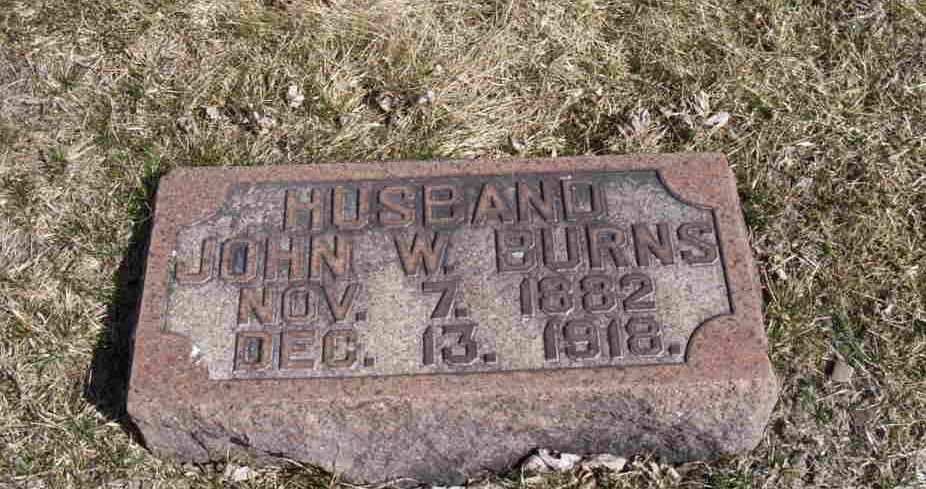 HUSBAND
JOHN W. BURNS
NOV. 7. 1882
DEC. 13. 1918.